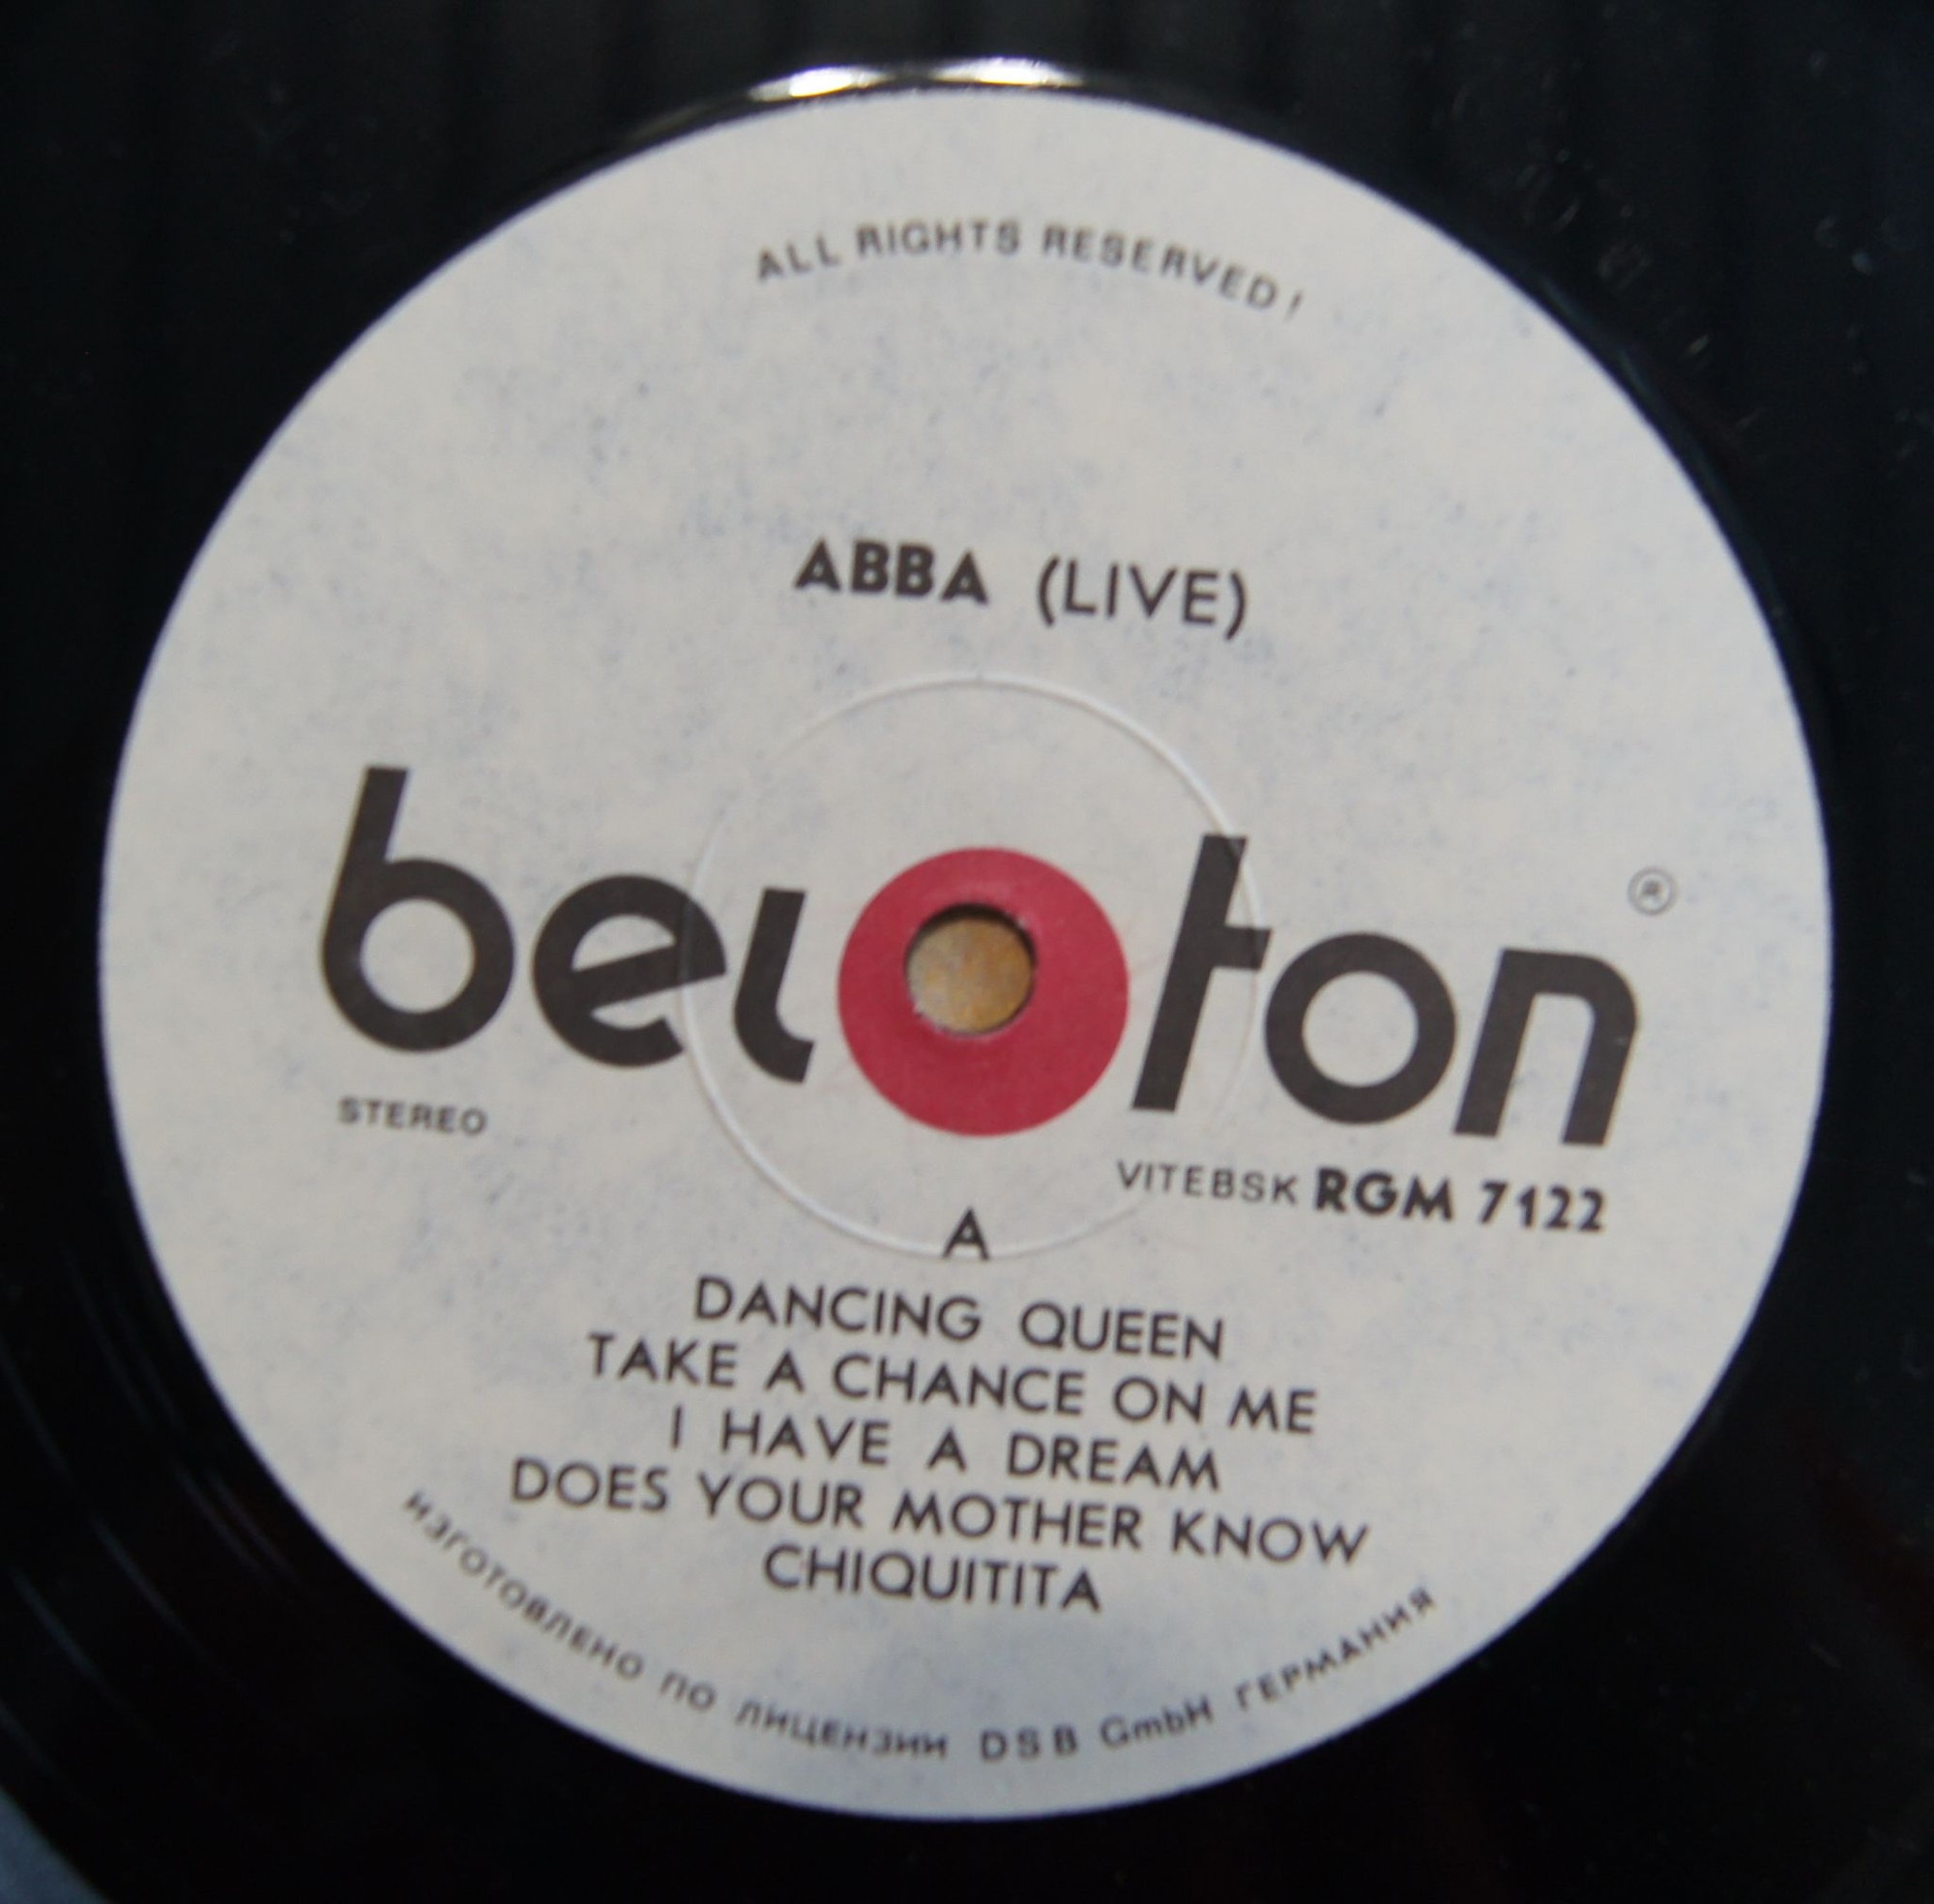 ALL RIGHTS RESERVED!
ABBA (LIVE)
beloton ®
STEREO
VITEBSK RGM 7122
A
DANCING QUEEN
TAKE A CHANCE ON ME
I HAVE A DREAM
DOES YOUR MOTHER KNOW
CHIQUITITA
ИЗГОТОВЛЕНО ПО ЛИЦЕНЗИИ DSB GmbH ГЕРМАНИЯ